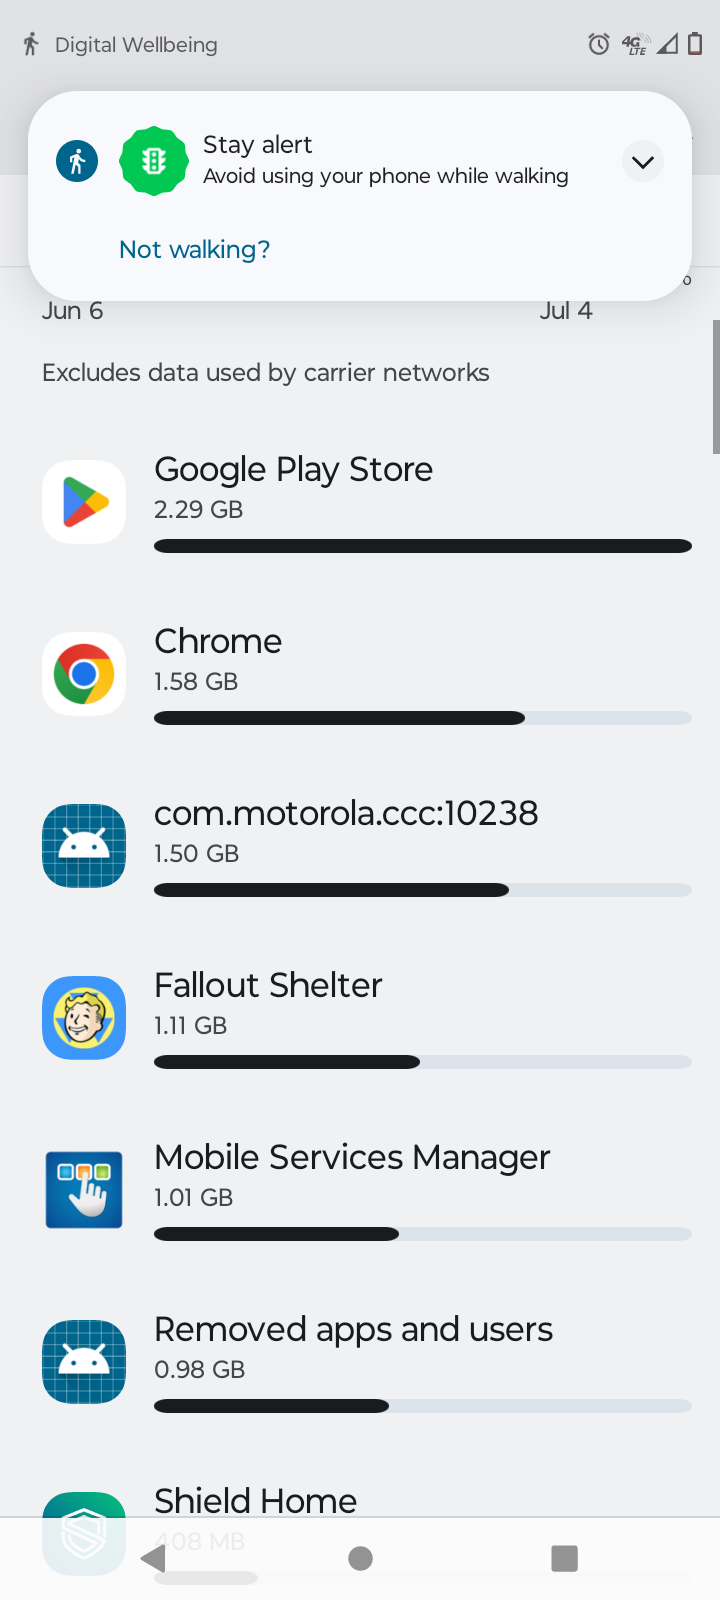 Digital Wellbeing
4G
LTE
Stay alert
Avoid using your phone while walking
Not walking?
Jun 6
Jul 4
Excludes data used by carrier networks
Google Play Store
2.29 GB
Chrome
1.58 GB
com.motorola.ccc:10238
1.50 GB
Fallout Shelter
1.11 GB
Mobile Services Manager
1.01 GB
Removed apps and users
0.98 GB
Shield Home
408 MB